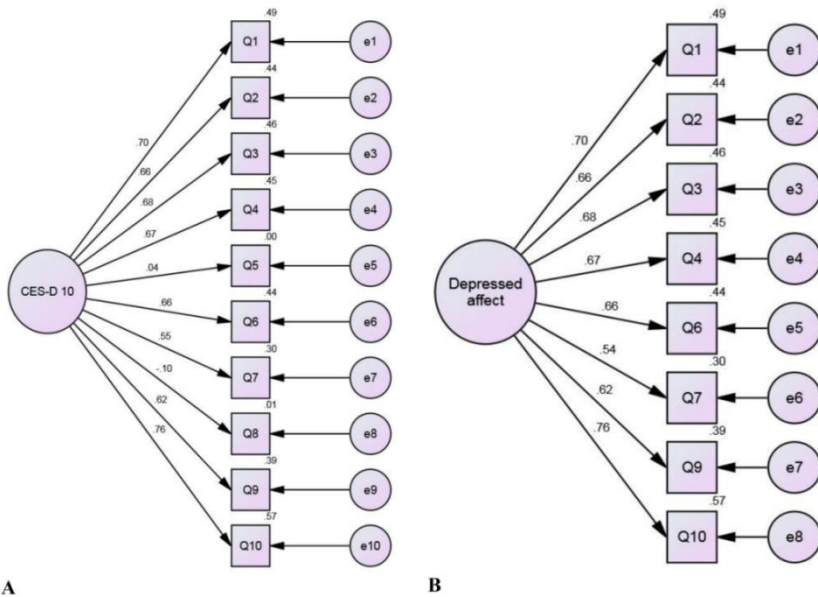 .49
Q1
e1
.44
Q2
e2
.46
Q3
e3
.45
Q4
e4
.00
Q5
e5
.44
Q6
e6
.30
Q7
e7
.01
Q8
e8
.39
Q9
e9
.57
Q10
e10
.70
.66
.68
.67
.04
.66
.55
-.10
.62
.76
CES-D 10
A
.49
Q1
e1
.44
Q2
e2
.46
Q3
e3
.45
Q4
e4
.44
Q6
e5
.30
Q7
e6
.39
Q9
e7
.57
Q10
e8
.70
.66
.68
.67
.66
.54
.62
.76
Depressed
affect
B